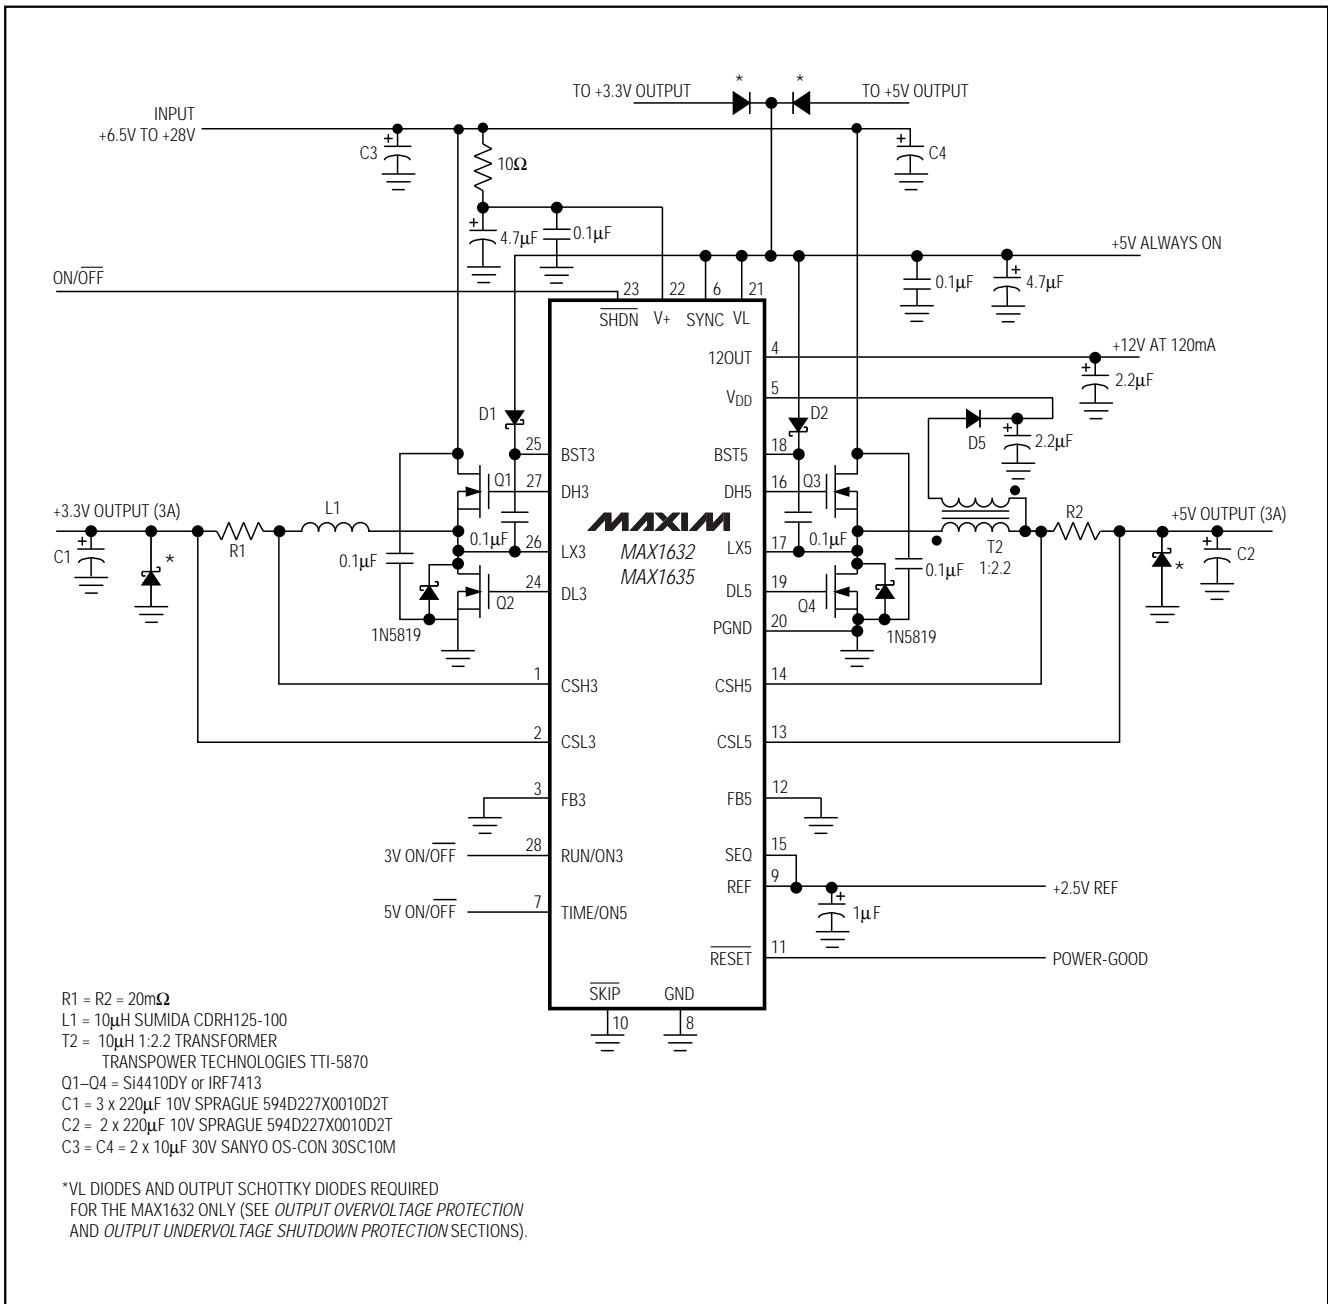 *
*
TO +3.3V OUTPUT
TO +5V OUTPUT
INPUT
+6.5V TO +28V
C3
10Ω
C4
4.7μF
0.1μF
+5V ALWAYS ON
ON/OFF
0.1μF
4.7μF
23
22
6
21
SHDN
V+
SYNC
VL
12OUT
4
+12V AT 120mA
2.2μF
VDD
5
D1
D2
D5
2.2μF
25
BST3
BST5
18
Q1
27
DH3
DH5
16
Q3
+3.3V OUTPUT (3A)
L1
MAXIM
R2
+5V OUTPUT (3A)
C1
*
R1
0.1μF
0.1μF
26
LX3
MAX1632
MAX1635
LX5
17
0.1μF
0.1μF
T2
1:2.2
*
C2
Q2
24
DL3
DL5
19
Q4
1N5819
PGND
20
1N5819
1
CSH3
CSH5
14
2
CSL3
CSL5
13
3
FB3
FB5
12
3V ON/OFF
28
RUN/ON3
SEQ
15
REF
9
+2.5V REF
1μF
5V ON/OFF
7
TIME/ON5
RESET
11
POWER-GOOD
SKIP
GND
10
8
R1 = R2 = 20mΩ
L1 = 10μH SUMIDA CDRH125-100
T2 = 10μH 1:2.2 TRANSFORMER
TRANSPOWER TECHNOLOGIES TTI-5870
Q1–Q4 = Si4410DY or IRF7413
C1 = 3 x 220μF 10V SPRAGUE 594D227X0010D2T
C2 = 2 x 220μF 10V SPRAGUE 594D227X0010D2T
C3 = C4 = 2 x 10μF 30V SANYO OS-CON 30SC10M
*VL DIODES AND OUTPUT SCHOTTKY DIODES REQUIRED
FOR THE MAX1632 ONLY (SEE OUTPUT OVERVOLTAGE PROTECTION
AND OUTPUT UNDERVOLTAGE SHUTDOWN PROTECTION SECTIONS).